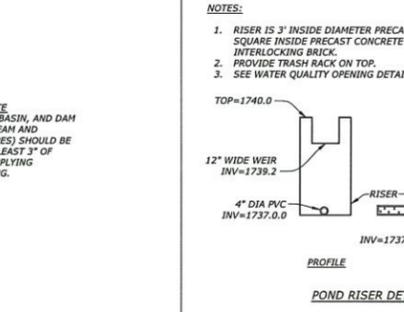 TE
BASIN, AND DAM
EAM AND
ES) SHOULD BE
LEAST 3" OF
PLYING
G.
NOTES:
1. RISER IS 3' INSIDE DIAMETER PRECA
SQUARE INSIDE PRECAST CONCRETE
INTERLOCKING BRICK.
2. PROVIDE TRASH RACK ON TOP.
3. SEE WATER QUALITY OPENING DETAI
TOP=1740.0
12" WIDE WEIR
INV=1739.2
4" DIA PVC
INV=1737.0.0
RISER
INV=1737
PROFILE
POND RISER DE